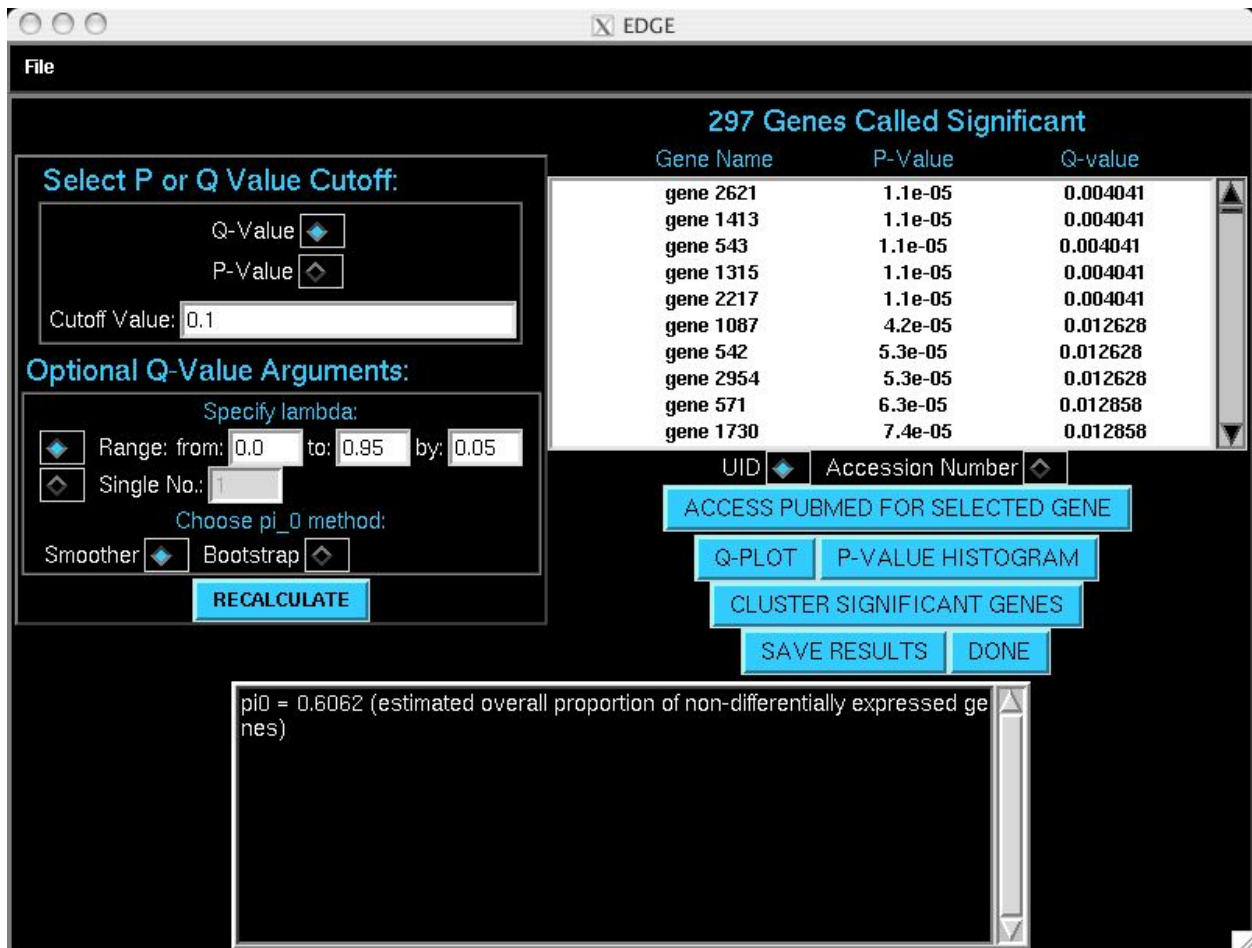 EDGE
File
297 Genes Called Significant
Gene Name P-Value Q-value
gene 2621 1.1e-05 0.004041
gene 1413 1.1e-05 0.004041
gene 543 1.1e-05 0.004041
gene 1315 1.1e-05 0.004041
gene 2217 1.1e-05 0.004041
gene 1087 4.2e-05 0.012628
gene 542 5.3e-05 0.012628
gene 2954 5.3e-05 0.012628
gene 571 6.3e-05 0.012858
gene 1730 7.4e-05 0.012858
Select P or Q Value Cutoff:
Q-Value
P-Value
Cutoff Value: 0.1
Optional Q-Value Arguments:
Specify lambda:
Range: from: 0.0 to: 0.95 by: 0.05
Single No.: 1
Choose pi_0 method:
Smoother Bootstrap
RECALCULATE
UID Accession Number
ACCESS PUBMED FOR SELECTED GENE
Q-PLOT P-VALUE HISTOGRAM
CLUSTER SIGNIFICANT GENES
SAVE RESULTS DONE
pi0 = 0.6062 (estimated overall proportion of non-differentially expressed ge
nes)